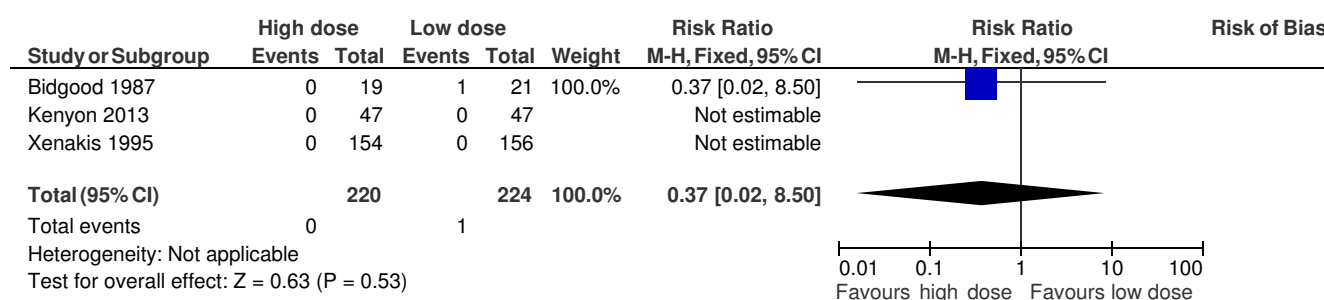 High dose Low dose Risk Ratio Risk Ratio Risk of Bias
Study or Subgroup Events Total Events Total Weight M-H, Fixed, 95% CI M-H, Fixed, 95% CI
Bidgood 1987 0 19 1 21 100.0% 0.37 [0.02, 8.50]
Kenyon 2013 0 47 0 47 Not estimable
Xenakis 1995 0 154 0 156 Not estimable
Total (95% CI) 220 224 100.0% 0.37 [0.02, 8.50]
Total events 0 1
Heterogeneity: Not applicable
Test for overall effect: Z = 0.63 (P = 0.53)
0.01 0.1 1 10 100
Favours high dose Favours low dose